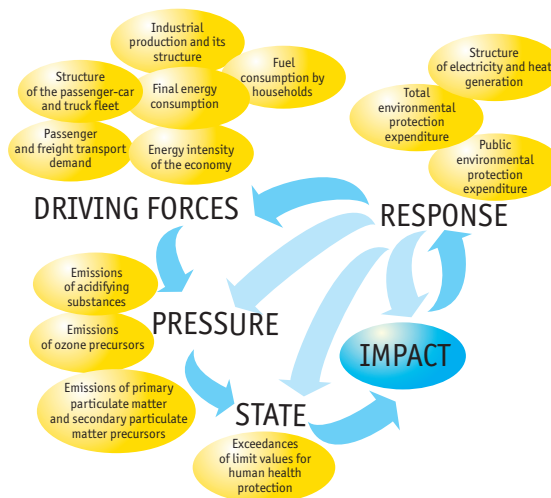 Industrial
production and its
structure
Fuel
consumption by
households
Structure
of the passenger-car
and truck fleet
Final energy
consumption
Passenger
and freight transport
demand
Energy intensity
of the economy
Structure
of electricity and heat
generation
Total
environmental
protection
expenditure
Public
environmental
protection
expenditure
DRIVING FORCES
RESPONSE
Emissions
of acidifying
substances
Emissions
of ozone precursors
Emissions of primary
particulate matter
and secondary particulate
matter precursors
PRESSURE
IMPACT
STATE
Exceedances
of limit values for
human health
protection